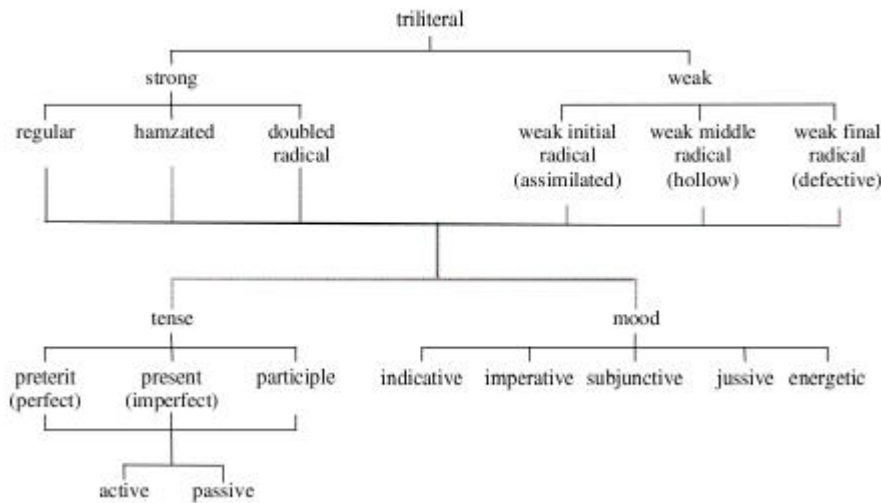 triliteral
strong weak
regular hamzated doubled radical weak initial radical (assimilated) weak middle radical (hollow) weak final radical (defective)
tense mood
preterit (perfect) present (imperfect) participle indicative imperative subjunctive jussive energetic
active passive